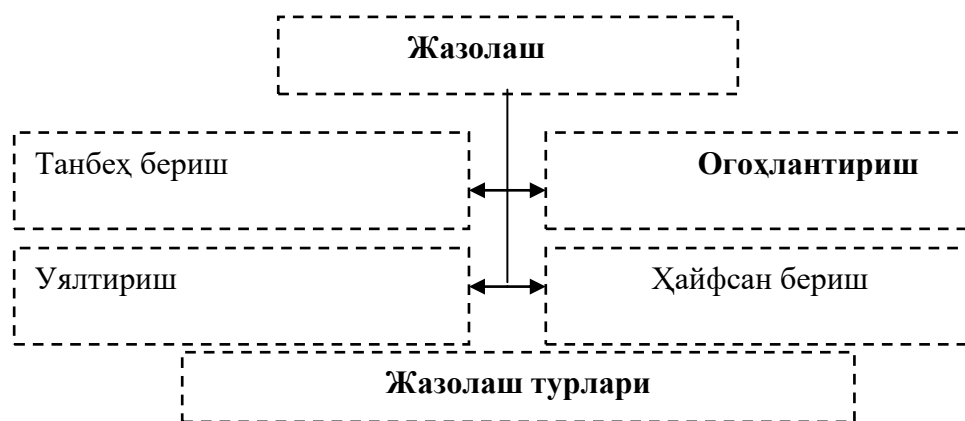 Жазолаш
Танбеҳ бериш
Огоҳлантириш
Уялтириш
Ҳайфсан бериш
Жазолаш турлари